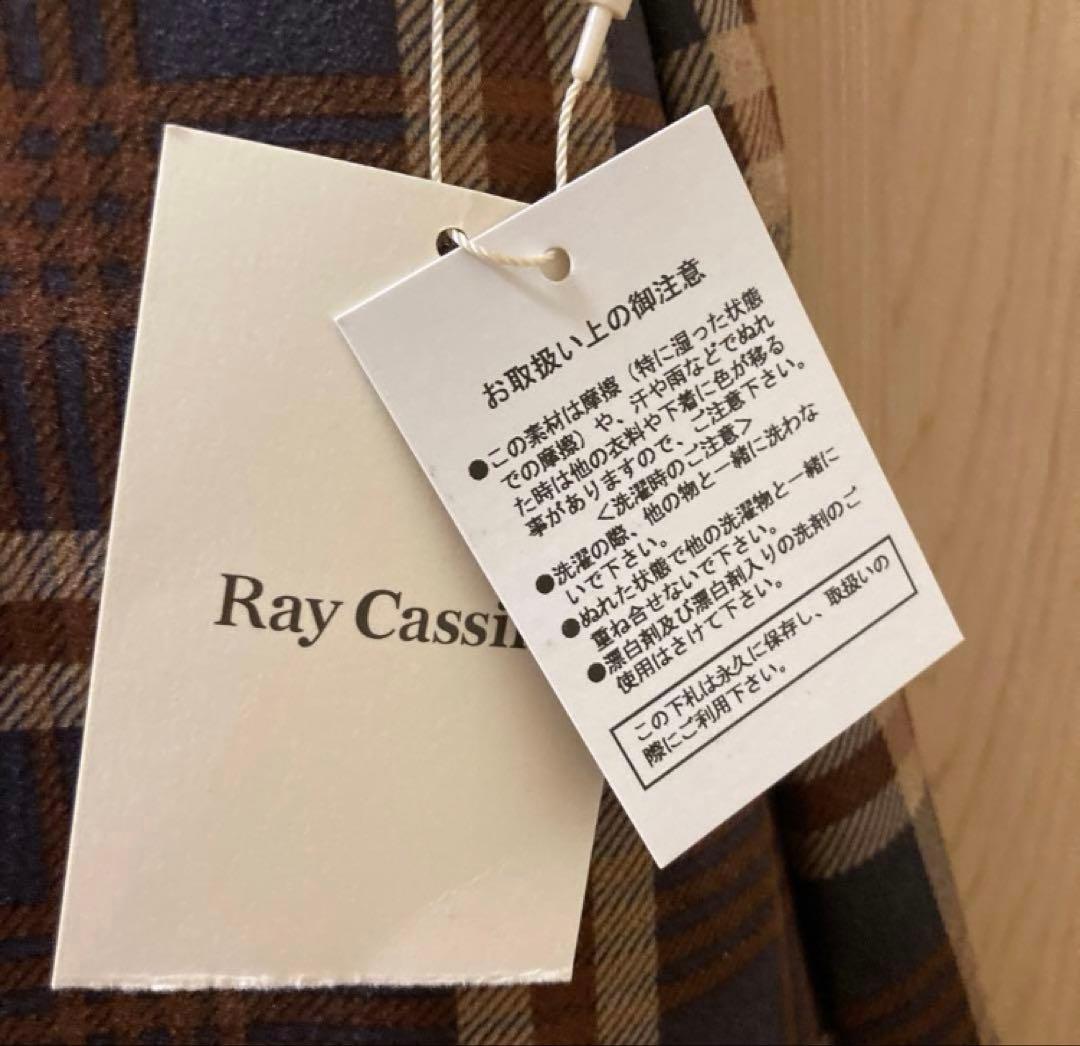 Ray Cassi
お取扱い上の御注意
●この素材は摩擦（特に湿った状態
での摩擦）や、汗や雨などでぬれ
た時は他の衣料や下着に色が移る
事がありますので、ご注意下さい。
＜洗濯時のご注意＞
●洗濯の際、他の物と一緒に洗わな
いで下さい。
●ぬれた状態で他の洗濯物と一緒に
重ね合せないで下さい。
●漂白剤及び漂白剤入りの洗剤のご
使用はさけて下さい。
この下札は永久に保存し、取扱いの
際にご利用下さい。